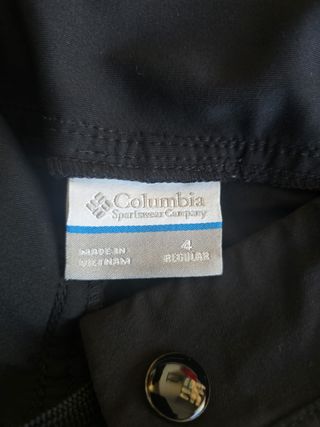 Columbia
Sportswear Company
MADE IN
VIETNAM
4
REGULAR